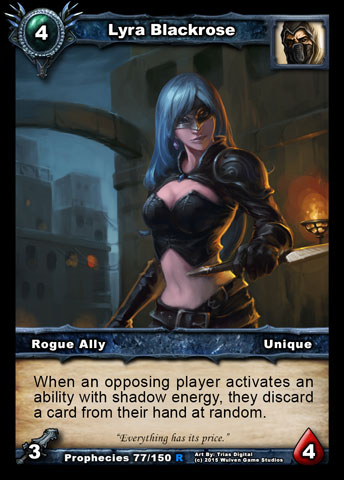 4
Lyra Blackrose
Rogue Ally
Unique
When an opposing player activates an
ability with shadow energy, they discard
a card from their hand at random.
"Everything has its price."
3
Prophecies 77/150 R
Art By: Trias Digital
(c) 2015 Wulven Game Studios
4